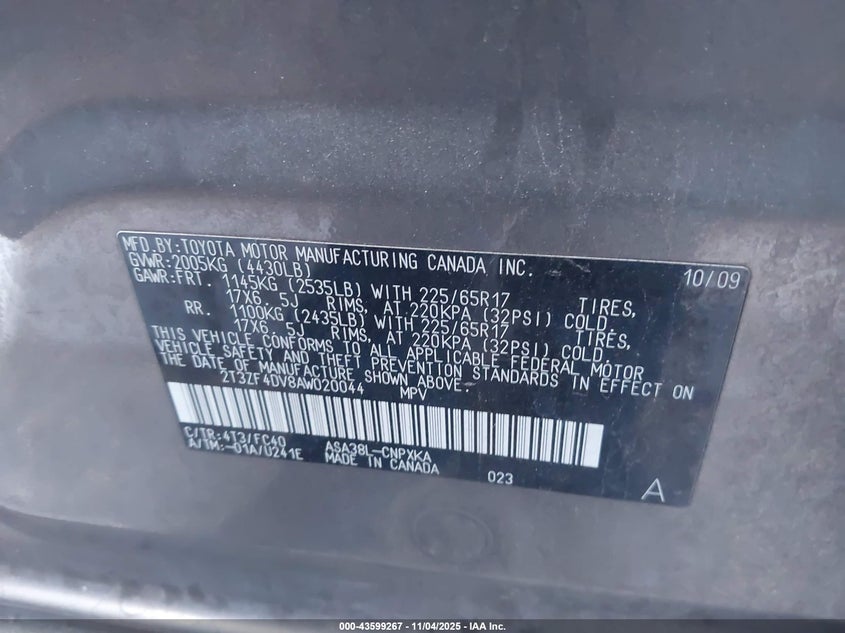 MFD.BY:TOYOTA MOTOR MANUFACTURING CANADA INC. 10/09
GVWR:2005KG (4430LB)
GAWR:FRT. 1145KG (2535LB) WITH 225/65R17 TIRES,
17X6. 5J RIMS, AT 220KPA (32PSI) COLD.
RR. 1100KG (2435LB) WITH 225/65R17 TIRES,
17X6. 5J RIMS, AT 220KPA (32PSI) COLD.
THIS VEHICLE CONFORMS TO ALL APPLICABLE FEDERAL MOTOR
VEHICLE SAFETY AND THEFT PREVENTION STANDARDS IN EFFECT ON
THE DATE OF MANUFACTURE SHOWN ABOVE.
2T3ZF4DV8AW020044 MPV
C/TR:4T3/FC40 ASA38L-CNPXKA
A/TM:-01A/U241E MADE IN CANADA 023
A
000-43599267 - 11/04/2025 - IAA Inc.